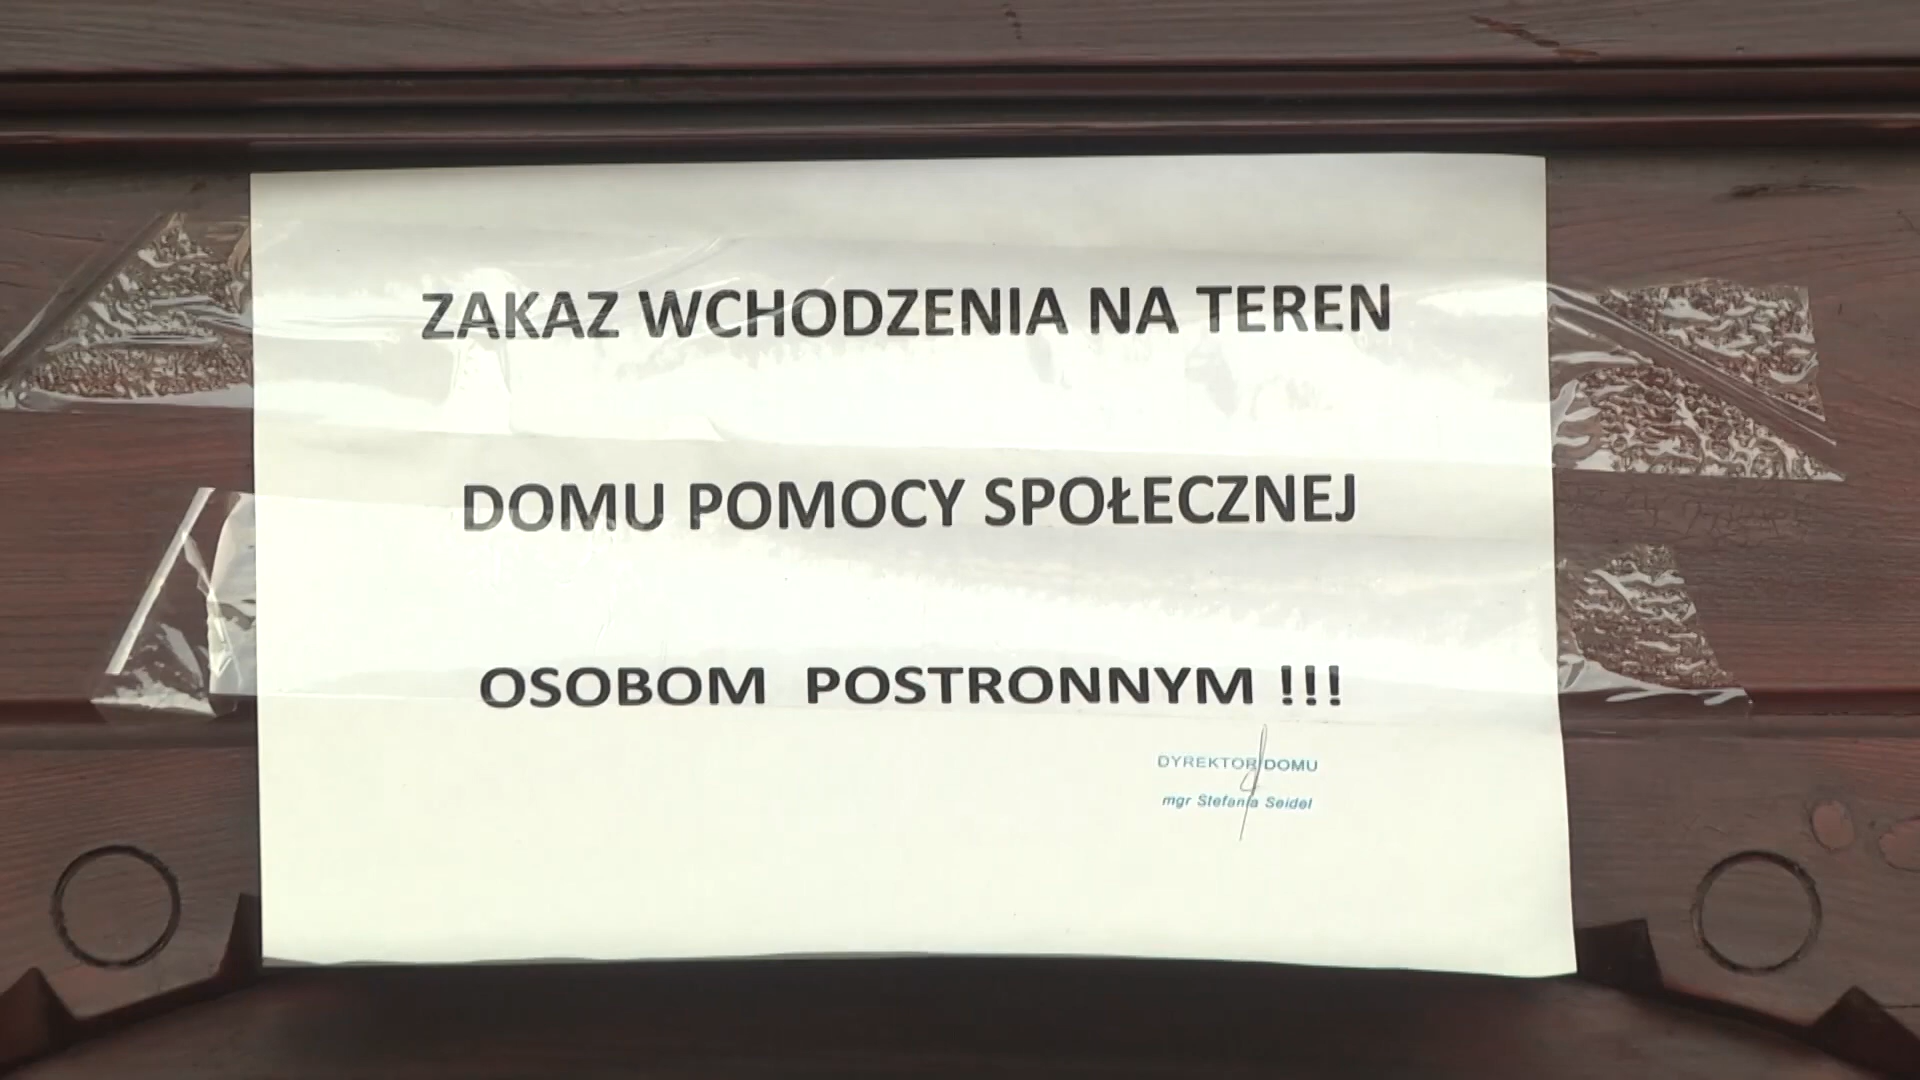 ZAKAZ WCHODZENIA NA TEREN
DOMU POMOCY SPOŁECZNEJ
OSOBOM POSTRONNYM !!!
DYREKTOR DOMU
mgr Stefania Seidel